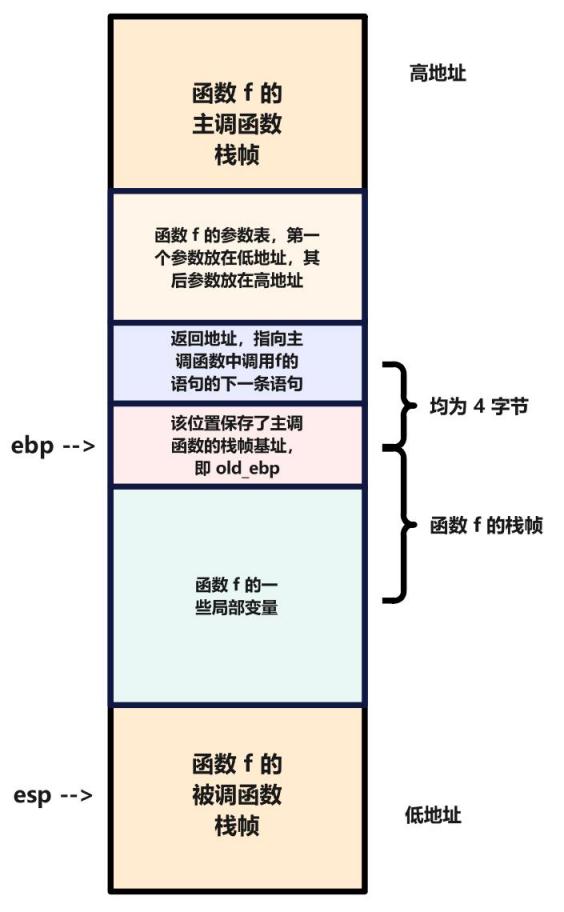 高地址
函数 f 的
主调函数
栈帧
函数 f 的参数表，第一
个参数放在低地址，其
后参数放在高地址
返回地址，指向主
调函数中调用f的
语句的下一条语句
均为 4 字节
该位置保存了主调
函数的栈帧基址，
即 old_ebp
ebp -->
函数 f 的栈帧
函数 f 的一
些局部变量
函数 f 的
被调函数
栈帧
esp -->
低地址